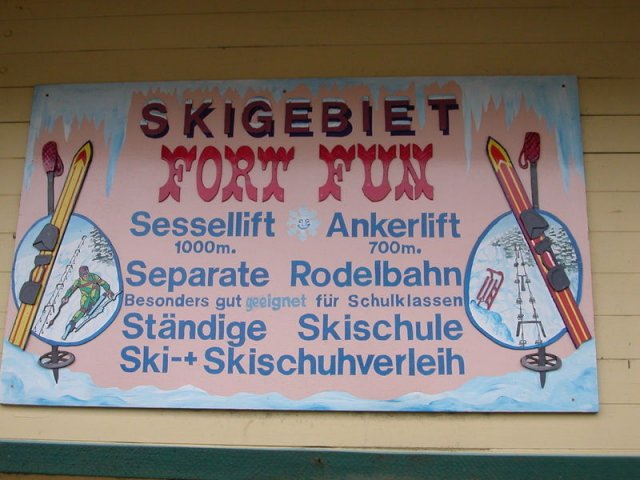 SKIGEBIET
FORT FUN
Sessellift Ankerlift
1000m. 700m.
Separate Rodelbahn
Besonders gut geeignet für Schulklassen
Ständige Skischule
Ski-+ Skischuhverleih